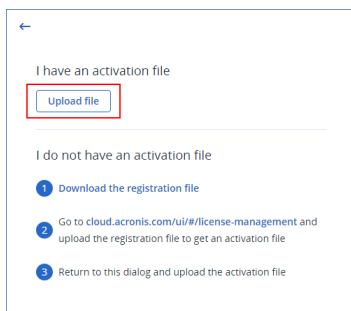 I have an activation file
Upload file
I do not have an activation file
1 Download the registration file
2 Go to cloud.acronis.com/ui/#/license-management and
upload the registration file to get an activation file
3 Return to this dialog and upload the activation file